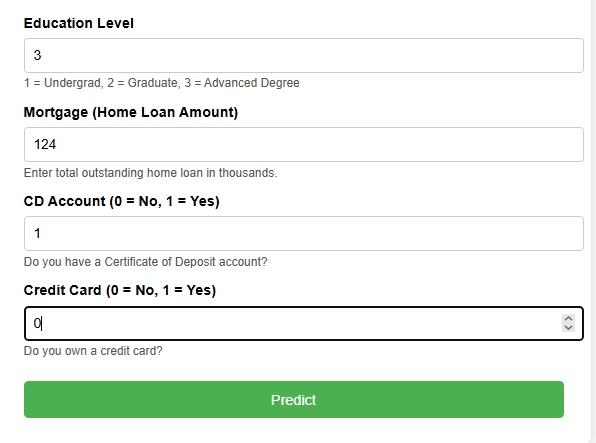 Education Level
3
1 = Undergrad, 2 = Graduate, 3 = Advanced Degree
Mortgage (Home Loan Amount)
124
Enter total outstanding home loan in thousands.
CD Account (0 = No, 1 = Yes)
1
Do you have a Certificate of Deposit account?
Credit Card (0 = No, 1 = Yes)
0
Do you own a credit card?
Predict